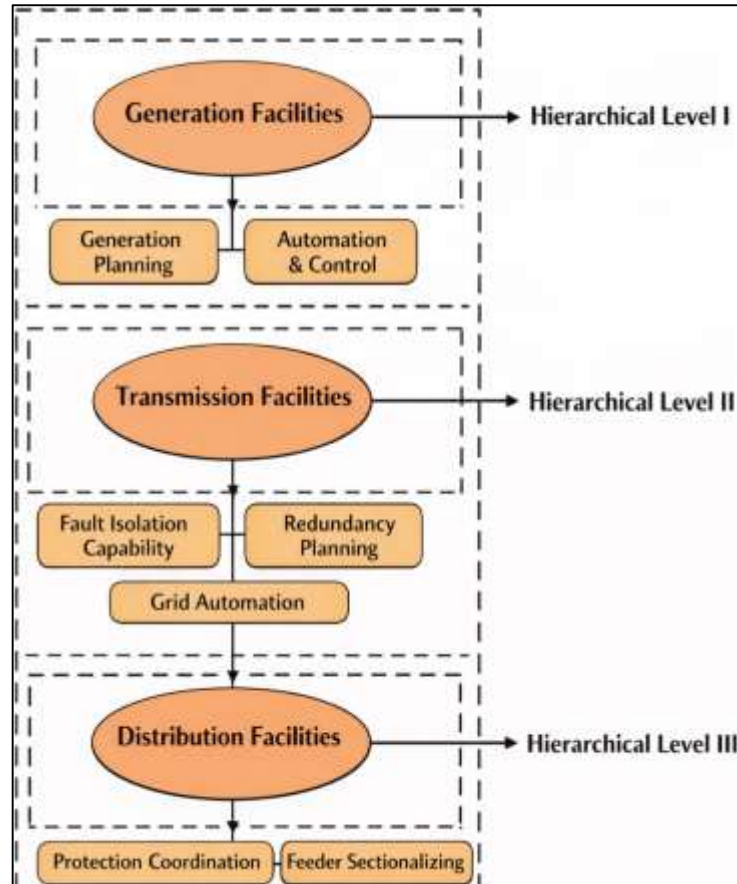 Generation Facilities
Hierarchical Level I
Generation
Planning
Automation
& Control
Transmission Facilities
Hierarchical Level II
Fault Isolation
Capability
Redundancy
Planning
Grid Automation
Distribution Facilities
Hierarchical Level III
Protection Coordination
Feeder Sectionalizing